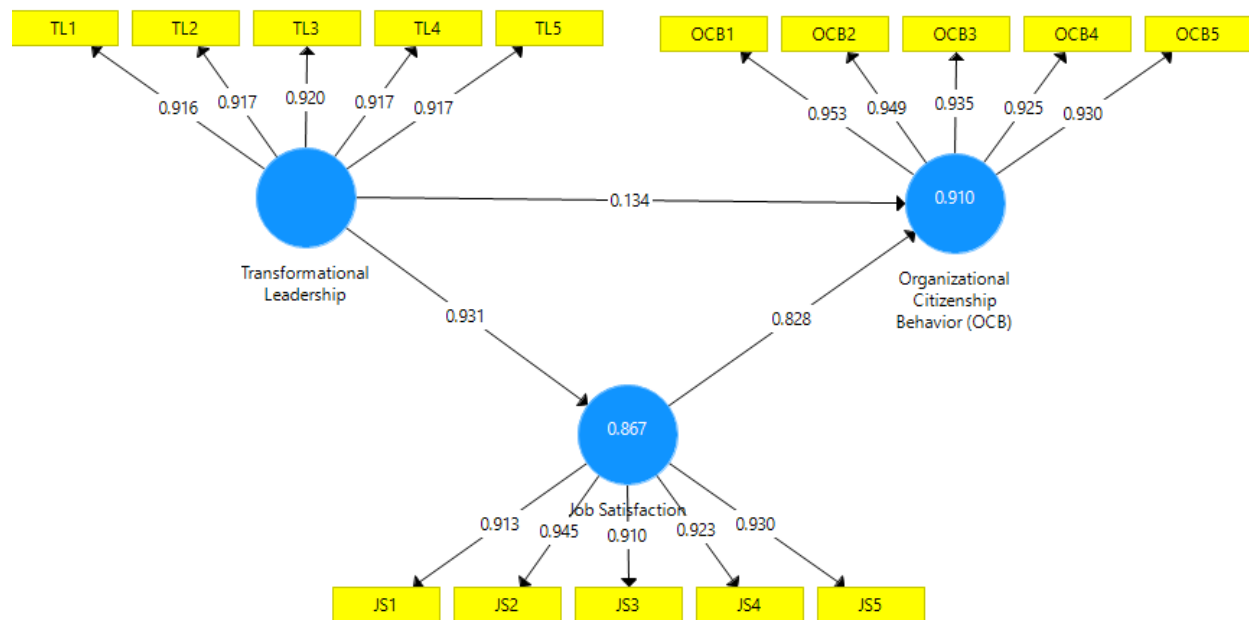 TL1 TL2 TL3 TL4 TL5
OCB1 OCB2 OCB3 OCB4 OCB5
0.916 0.917 0.920 0.917 0.917
0.953 0.949 0.935 0.925 0.930
0.134
0.910
Transformational
Leadership
Organizational
Citizenship
Behavior (OCB)
0.931
0.828
0.867
Job Satisfaction
0.913 0.945 0.910 0.923 0.930
JS1 JS2 JS3 JS4 JS5